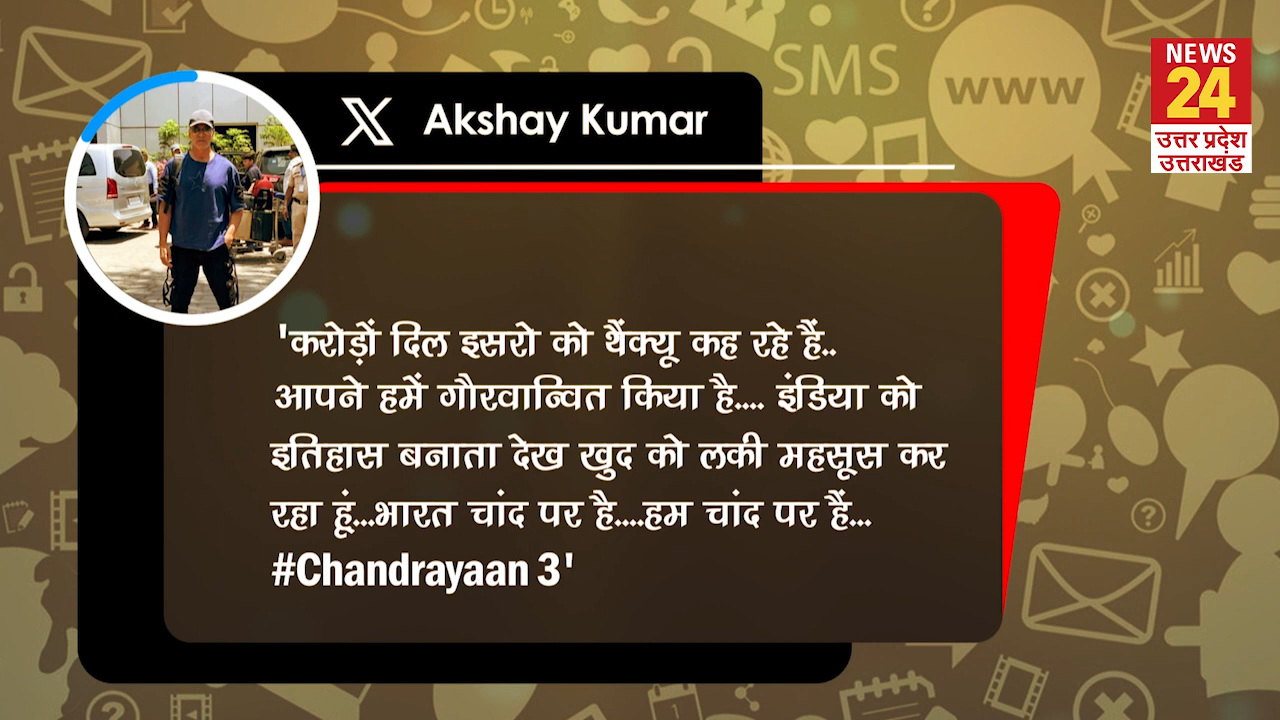 SMS
www
NEWS
24
उत्तर प्रदेश
उत्तराखंड
X Akshay Kumar
'करोड़ों दिल इसरो को थैंक्यू कह रहे हैं..
आपने हमें गौरवान्वित किया है.... इंडिया को
इतिहास बनाता देख खुद को लकी महसूस कर
रहा हूं...भारत चांद पर है....हम चांद पर हैं...
#Chandrayaan 3'